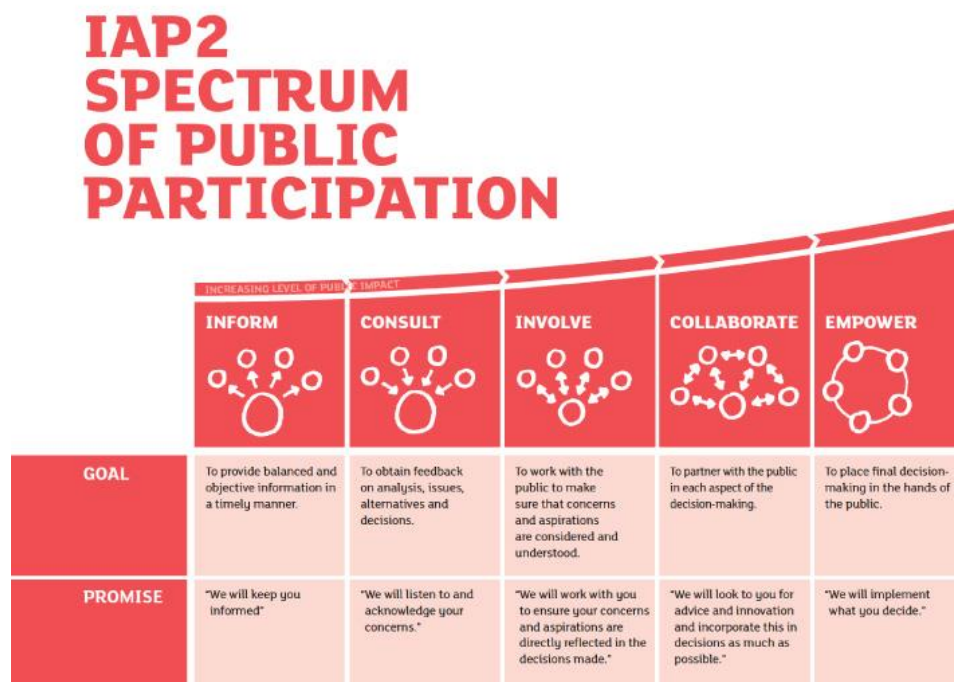 IAP2
SPECTRUM
OF PUBLIC
PARTICIPATION
INCREASING LEVEL OF PUBLIC IMPACT
INFORM
CONSULT
INVOLVE
COLLABORATE
EMPOWER
GOAL
To provide balanced and
objective information in
a timely manner.
To obtain feedback
on analysis, issues,
alternatives and
decisions.
To work with the
public to make
sure that concerns
and aspirations
are considered and
understood.
To partner with the public
in each aspect of the
decision-making.
To place final decision-
making in the hands of
the public.
PROMISE
"We will keep you
informed"
"We will listen to and
acknowledge your
concerns."
"We will work with you
to ensure your concerns
and aspirations are
directly reflected in the
decisions made."
"We will look to you for
advice and innovation
and incorporate this in
decisions as much as
possible."
"We will implement
what you decide."